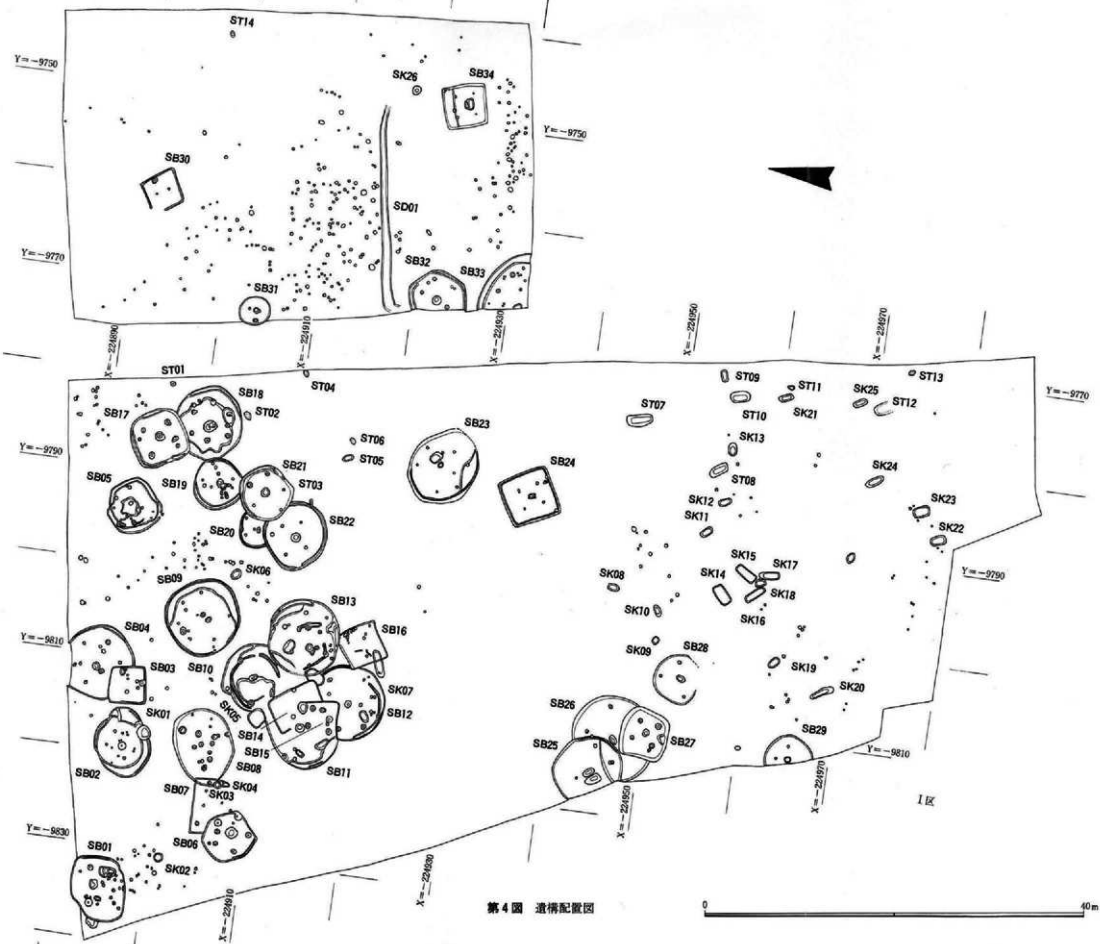 ST14
Y=-9750
SK26
SB34
Y=-9750
SB30
SD01
Y=-9770
SB32
SB33
SB31
X=-224890
X=-224910
X=-224930
X=-224950
X=-224970
ST01
ST04
SB18
SB17
ST02
ST09
ST11
ST13
SK25
ST12
ST10
SK21
Y=-9770
ST07
ST06
ST05
SB23
Y=-9790
SK13
SB21
SB24
SB05
SB19
ST03
ST08
SK24
SK12
SB20
SB22
SK11
SK23
SK22
SK06
SB09
SK15
SK17
SK08
SK14
SK18
Y=-9790
SB13
SK10
SK16
Y=-9810
SB04
SB16
SB03
SB10
SK09
SB28
SK19
SK01
SK05
SK07
SK20
SB14
SB12
SB26
SB02
SB15
SB27
SB25
SB29
SB08
SB11
Y=-9810
SB07
SK04
SK03
X=-224950
X=-224970
I区
Y=-9830
SB06
SB01
SK02
X=-224910
X=-224930
第4図 遺構配置図
0
40m